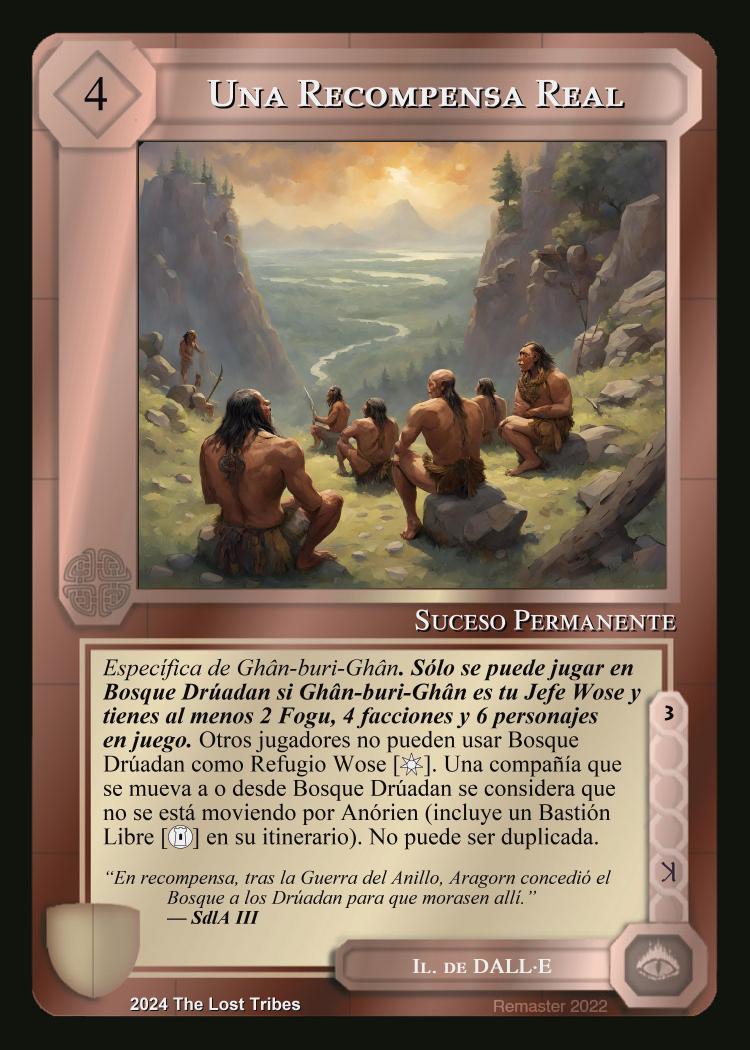 4
Una Recompensa Real
Suceso Permanente
Específica de Ghân-buri-Ghân. Sólo se puede jugar en
Bosque Drúadan si Ghân-buri-Ghân es tu Jefe Wose y
tienes al menos 2 Fogu, 4 facciones y 6 personajes
en juego. Otros jugadores no pueden usar Bosque
Drúadan como Refugio Wose [☼]. Una compañía que
se mueva a o desde Bosque Drúadan se considera que
no se está moviendo por Anórien (incluye un Bastión
Libre [] en su itinerario). No puede ser duplicada.
3
“En recompensa, tras la Guerra del Anillo, Aragorn concedió el
Bosque a los Drúadan para que morasen allí.”
— SdlA III
Il. de DALL·E
2024 The Lost Tribes
Remaster 2022